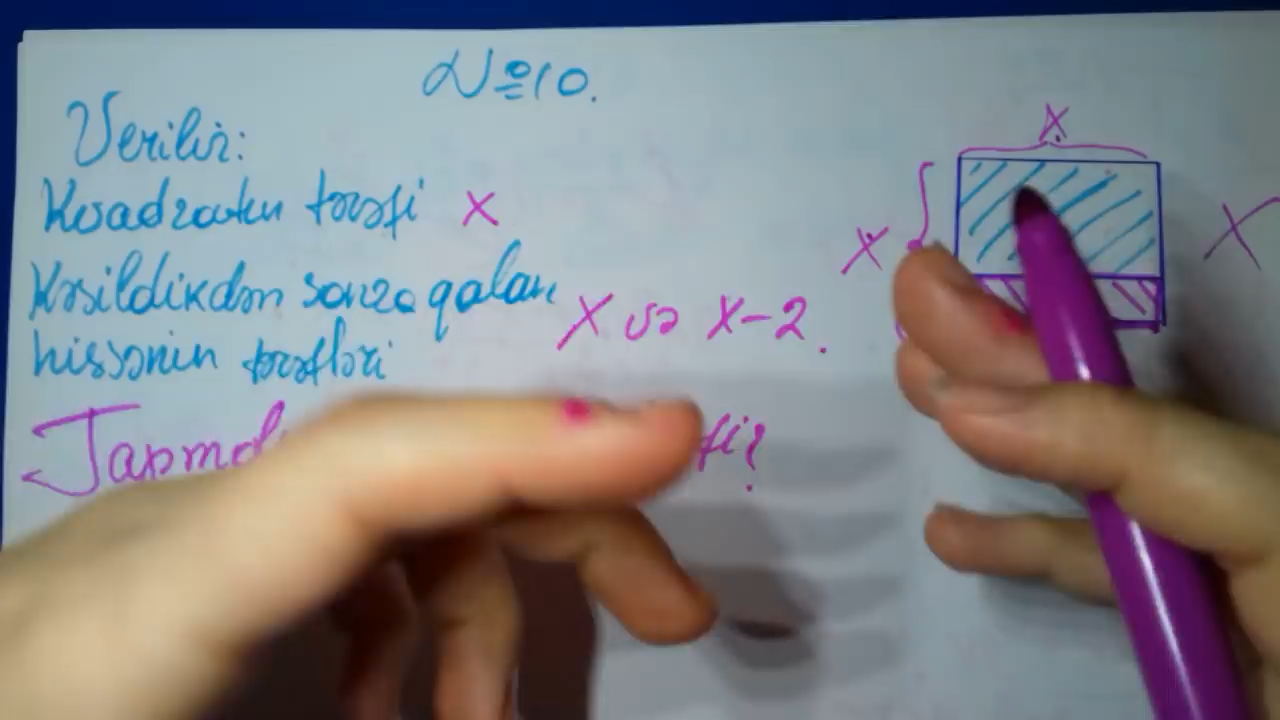 №10.
Verilir:
Kvadratın tərəfi x
Kəsildikdən sonra qalan
hissənin tərəfləri x və x-2.
x
x
x